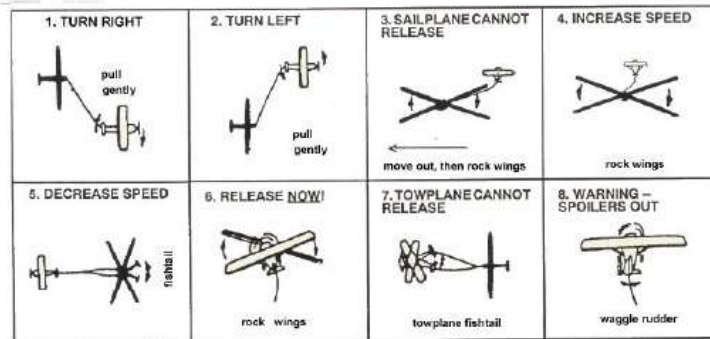 1. TURN RIGHT
pull
gently
2. TURN LEFT
pull
gently
3. SAILPLANE CANNOT
RELEASE
move out, then rock wings
4. INCREASE SPEED
rock wings
5. DECREASE SPEED
fishtail
6. RELEASE NOW!
rock wings
7. TOWPLANE CANNOT
RELEASE
towplane fishtail
8. WARNING –
SPOILERS OUT
waggle rudder